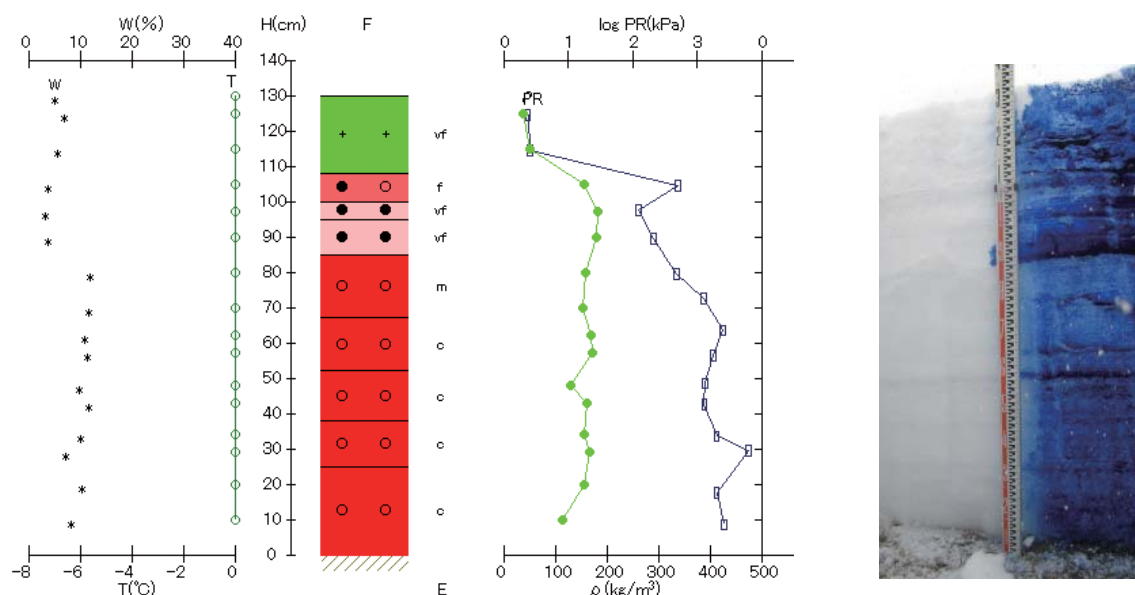 W(%)
0 10 20 30 40
W
T
-8 -6 -4 -2 0
T(℃)
H(cm)
140
130
120
110
100
90
80
70
60
50
40
30
20
10
0
F
vf
f
vf
vf
m
c
c
c
c
E
log PR(kPa)
0 1 2 3 4 0
PR
0 100 200 300 400 500
ρ (kg/m³)